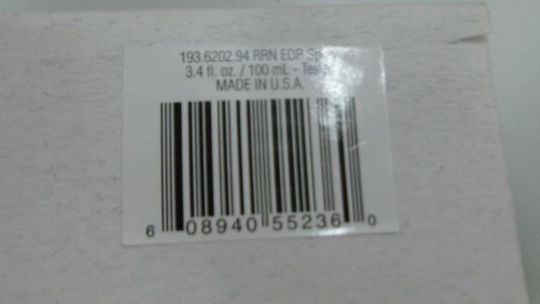 193.6202.94 RRN EDP
3.4 fl. oz. / 100 mL -
MADE IN U.S.A.
6 08940 55236 0